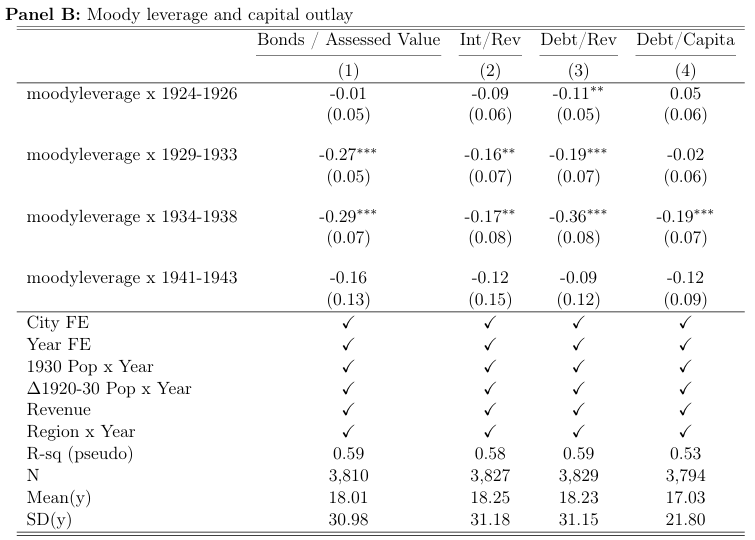 Panel B: Moody leverage and capital outlay
Bonds / Assessed Value Int/Rev Debt/Rev Debt/Capita
(1) (2) (3) (4)
moodyleverage x 1924-1926 -0.01 -0.09 -0.11** 0.05
(0.05) (0.06) (0.05) (0.06)
moodyleverage x 1929-1933 -0.27*** -0.16** -0.19*** -0.02
(0.05) (0.07) (0.07) (0.06)
moodyleverage x 1934-1938 -0.29*** -0.17** -0.36*** -0.19***
(0.07) (0.08) (0.08) (0.07)
moodyleverage x 1941-1943 -0.16 -0.12 -0.09 -0.12
(0.13) (0.15) (0.12) (0.09)
City FE ✓ ✓ ✓ ✓
Year FE ✓ ✓ ✓ ✓
1930 Pop x Year ✓ ✓ ✓ ✓
Δ1920-30 Pop x Year ✓ ✓ ✓ ✓
Revenue ✓ ✓ ✓ ✓
Region x Year ✓ ✓ ✓ ✓
R-sq (pseudo) 0.59 0.58 0.59 0.53
N 3,810 3,827 3,829 3,794
Mean(y) 18.01 18.25 18.23 17.03
SD(y) 30.98 31.18 31.15 21.80